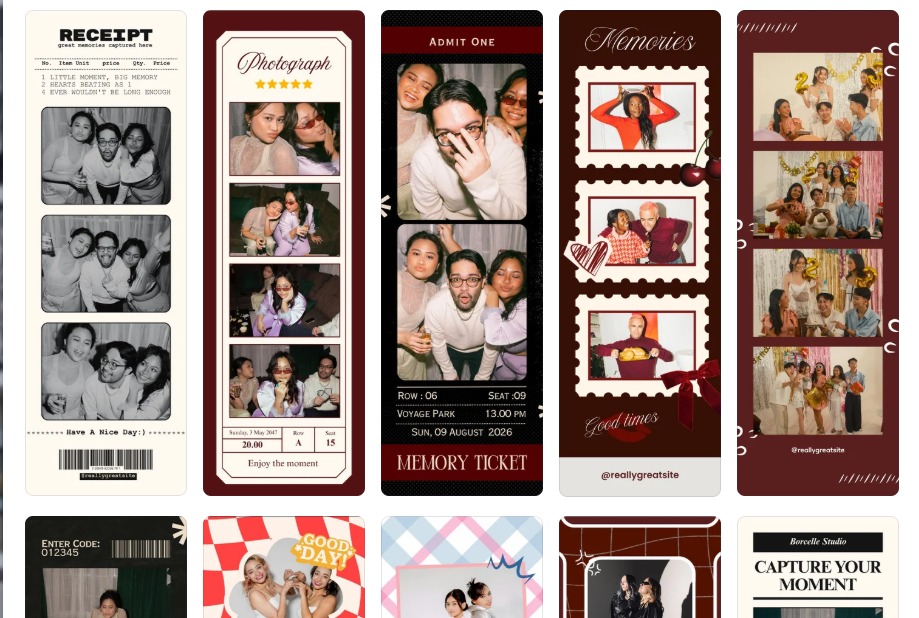 RECEIPT
great memories captured here
No. Item Unit price Qty. Price
1 LITTLE MOMENT, BIG MEMORY
2 HEARTS BEATING AS 1
4 EVER WOULDN'T BE LONG ENOUGH
Have A Nice Day:)
@reallygreatsite
Photograph
Sunday, 3 May 2047
20.00
Row
A
Seat
15
Enjoy the moment
ADMIT ONE
ROW : 06 SEAT :09
VOYAGE PARK 13.00 PM
SUN, 09 AUGUST 2026
MEMORY TICKET
Memories
Good times
@reallygreatsite
@reallygreatsite
ENTER CODE:
012345
GOOD
DAY!
Borcelle Studio
CAPTURE YOUR
MOMENT